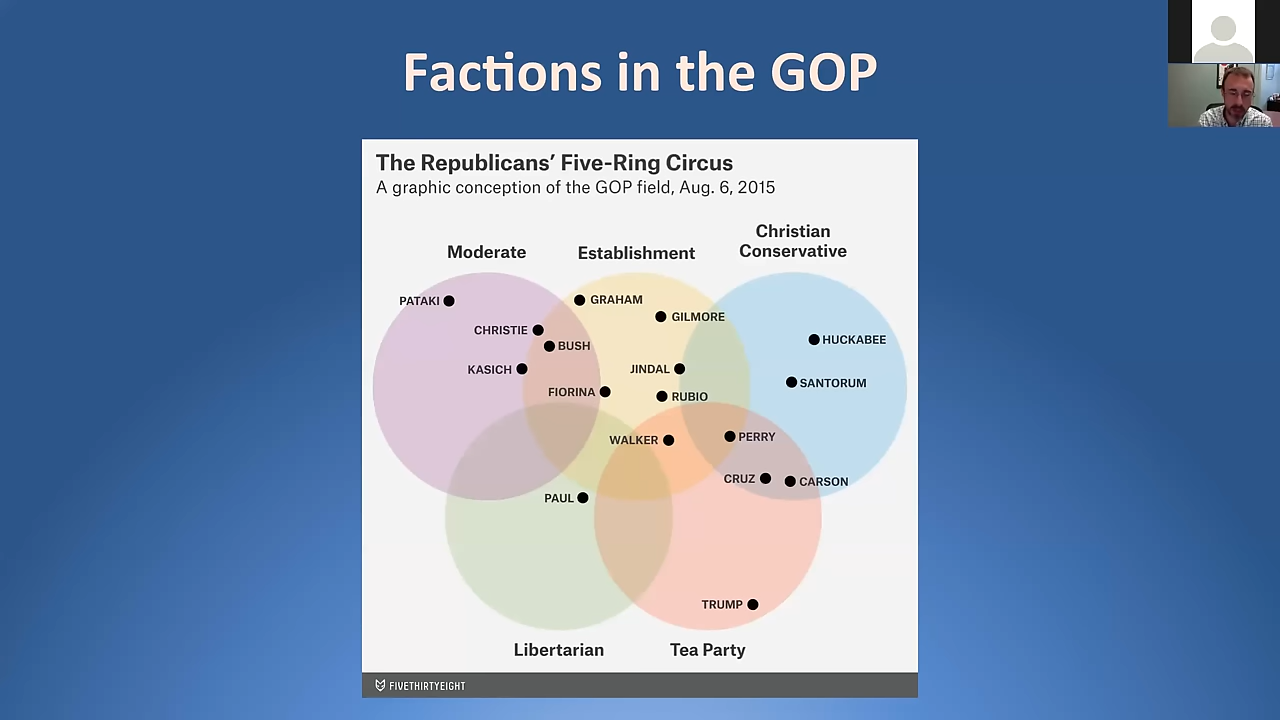 Factions in the GOP
The Republicans' Five-Ring Circus
A graphic conception of the GOP field, Aug. 6, 2015
Christian
Conservative
Moderate
Establishment
PATAKI
GRAHAM
GILMORE
CHRISTIE
HUCKABEE
BUSH
KASICH
JINDAL
SANTORUM
FIORINA
RUBIO
WALKER
PERRY
CRUZ
CARSON
PAUL
TRUMP
Libertarian
Tea Party
FIVETHIRTYEIGHT